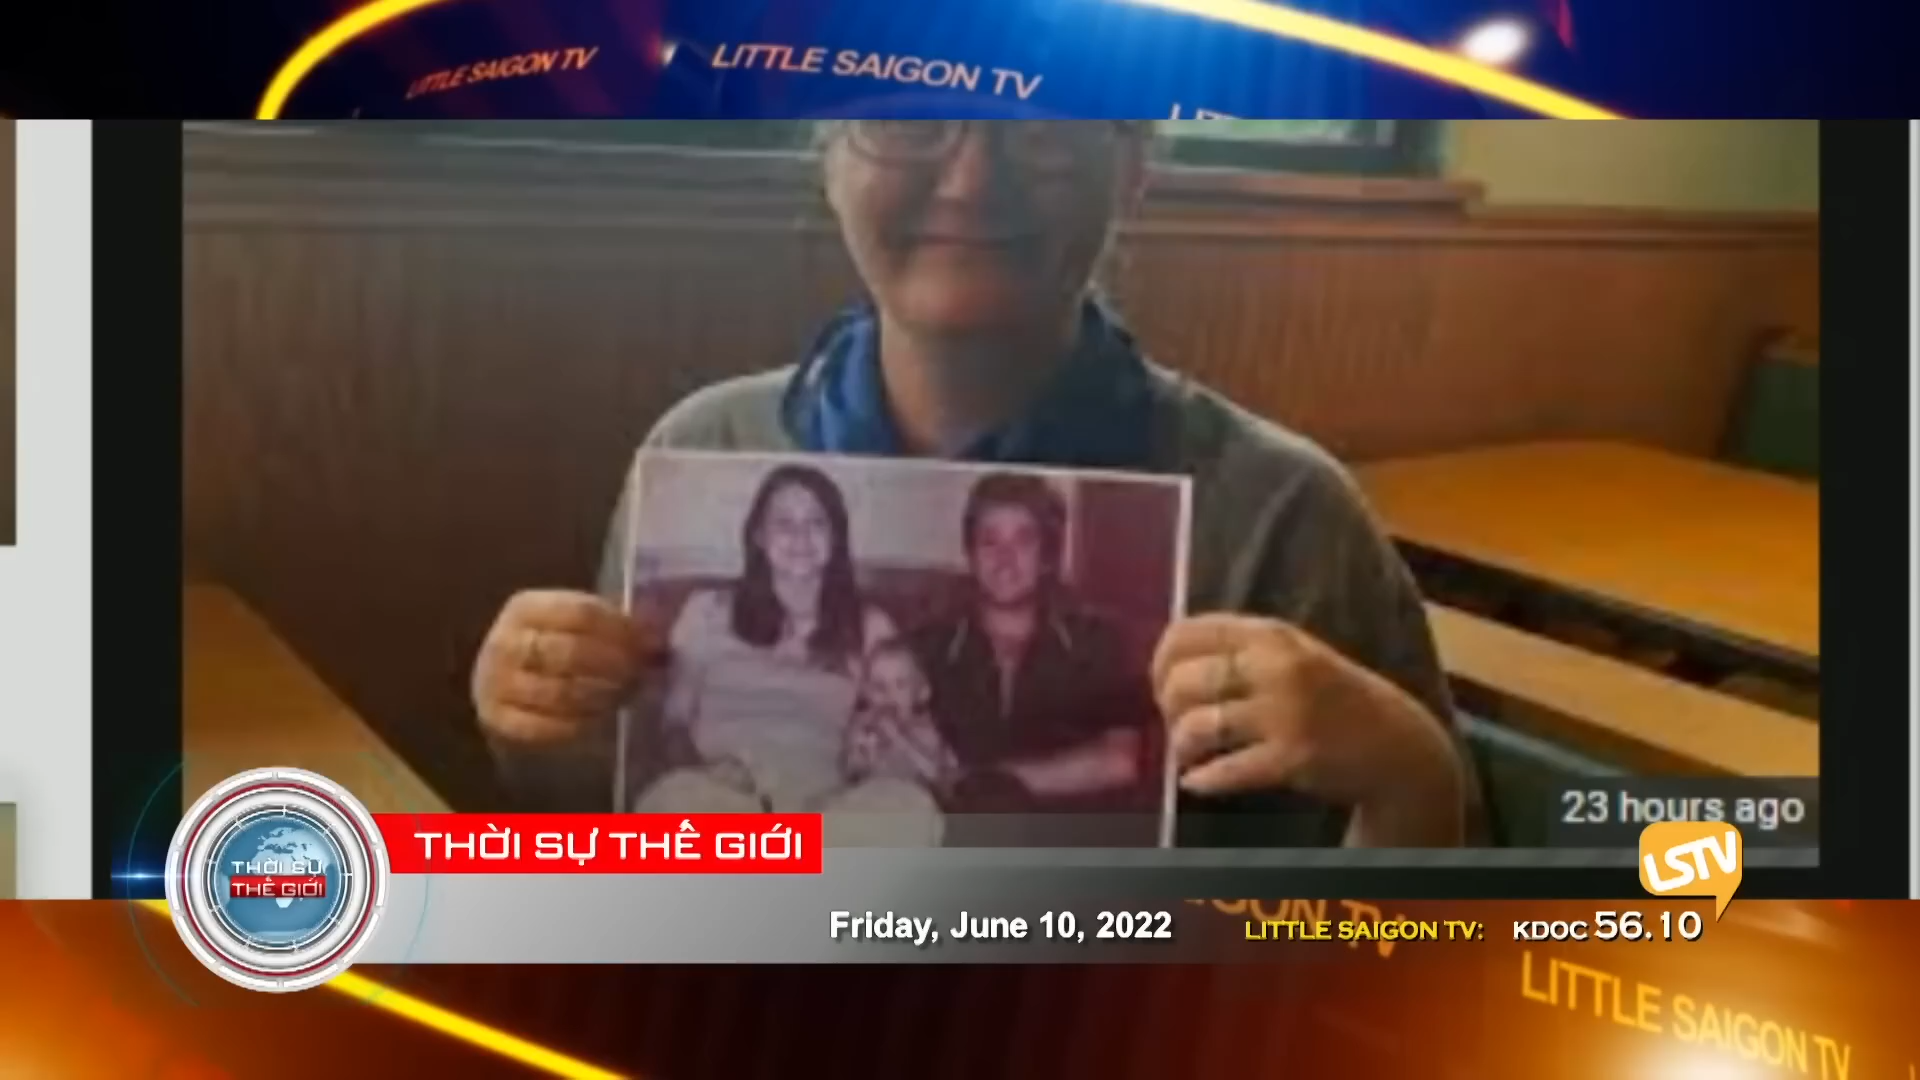 LITTLE SAIGON TV
LITTLE SAIGON TV
23 hours ago
THỜI SỰ THẾ GIỚI
LSTV
THỜI SỰ
THẾ GIỚI
Friday, June 10, 2022
LITTLE SAIGON TV: KDOC 56.10
LITTLE SAIGON TV